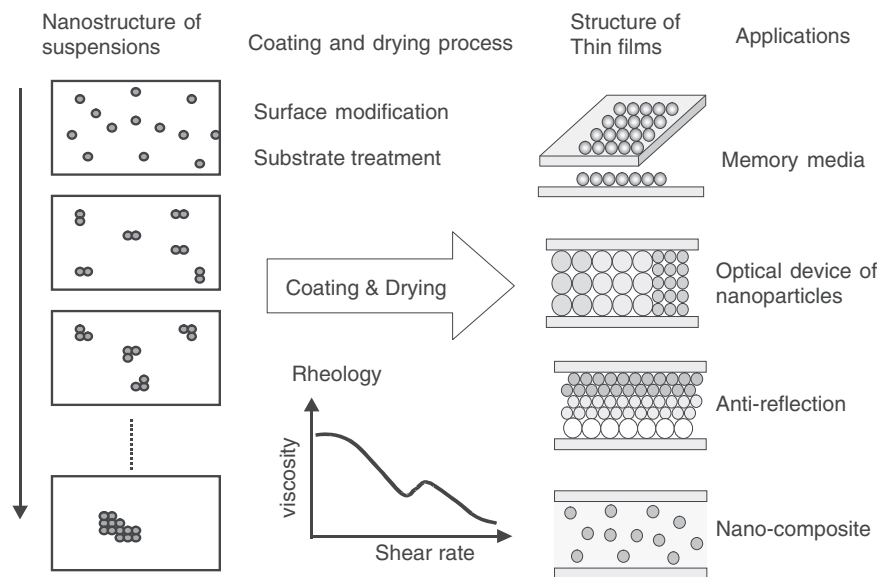 Nanostructure of
suspensions
Coating and drying process
Structure of
Thin films
Applications
Surface modification
Substrate treatment
Memory media
Coating & Drying
Optical device of
nanoparticles
Rheology
viscosity
Shear rate
Anti-reflection
Nano-composite